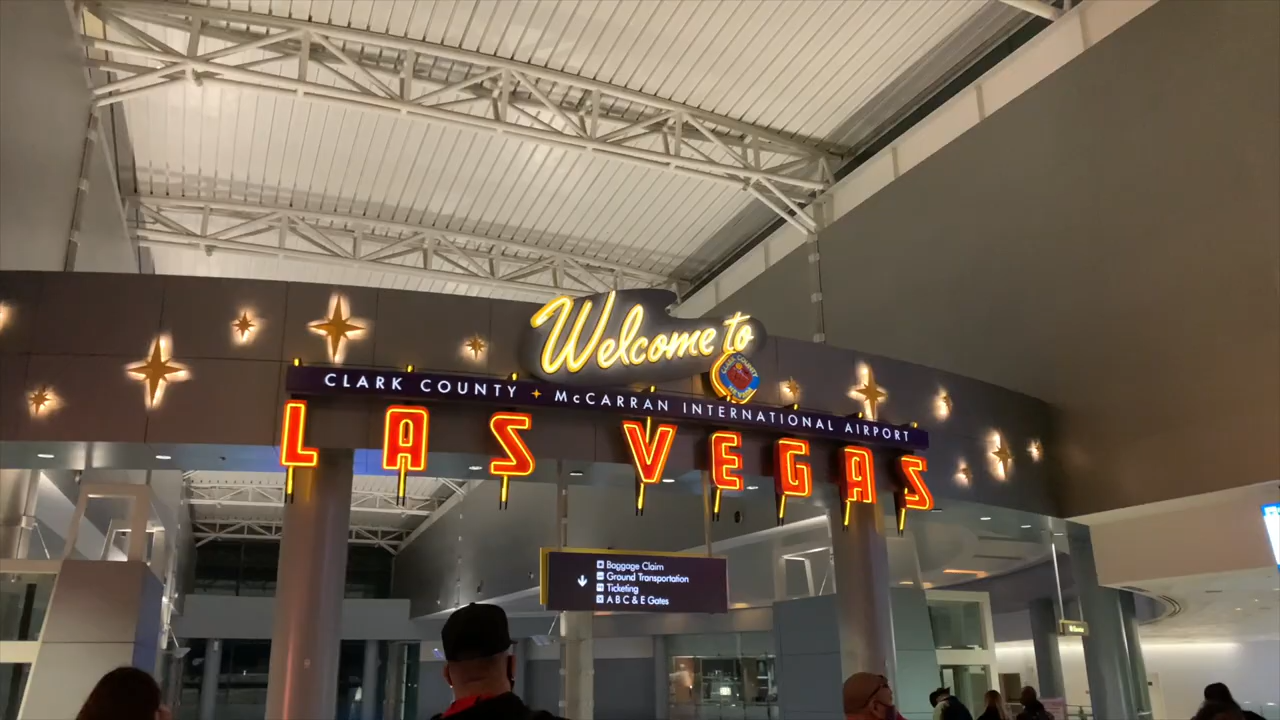 Welcome to
CLARK COUNTY McCARRAN INTERNATIONAL AIRPORT
LAS VEGAS
Baggage Claim
Ground Transportation
Ticketing
A B C & E Gates